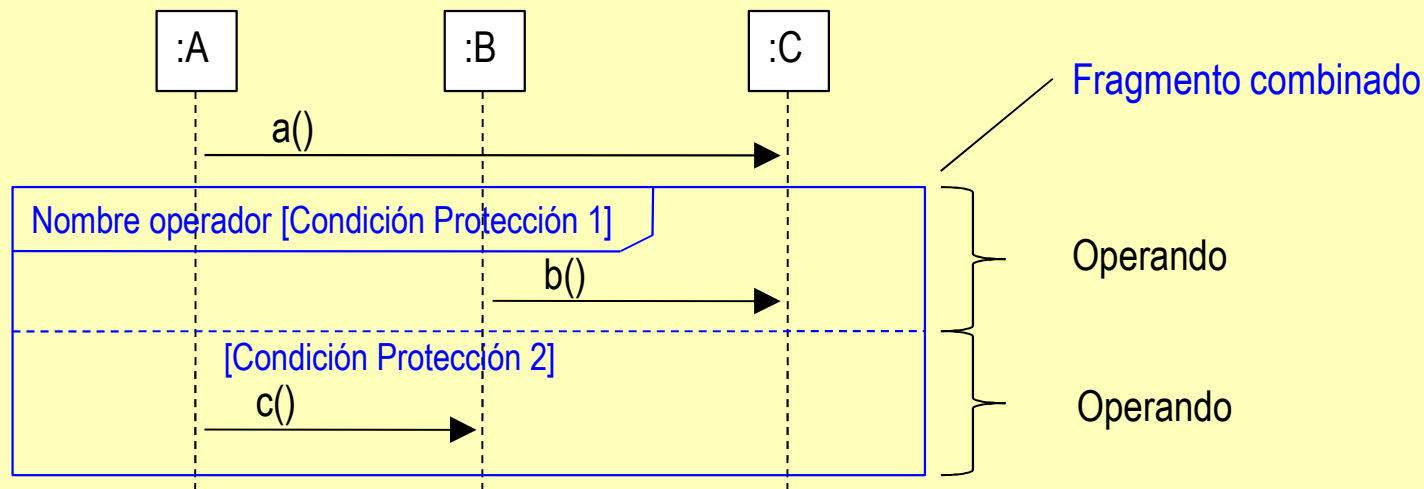 :A
:B
:C
Fragmento combinado
a()
Nombre operador [Condición Protección 1]
Operando
b()
[Condición Protección 2]
c()
Operando